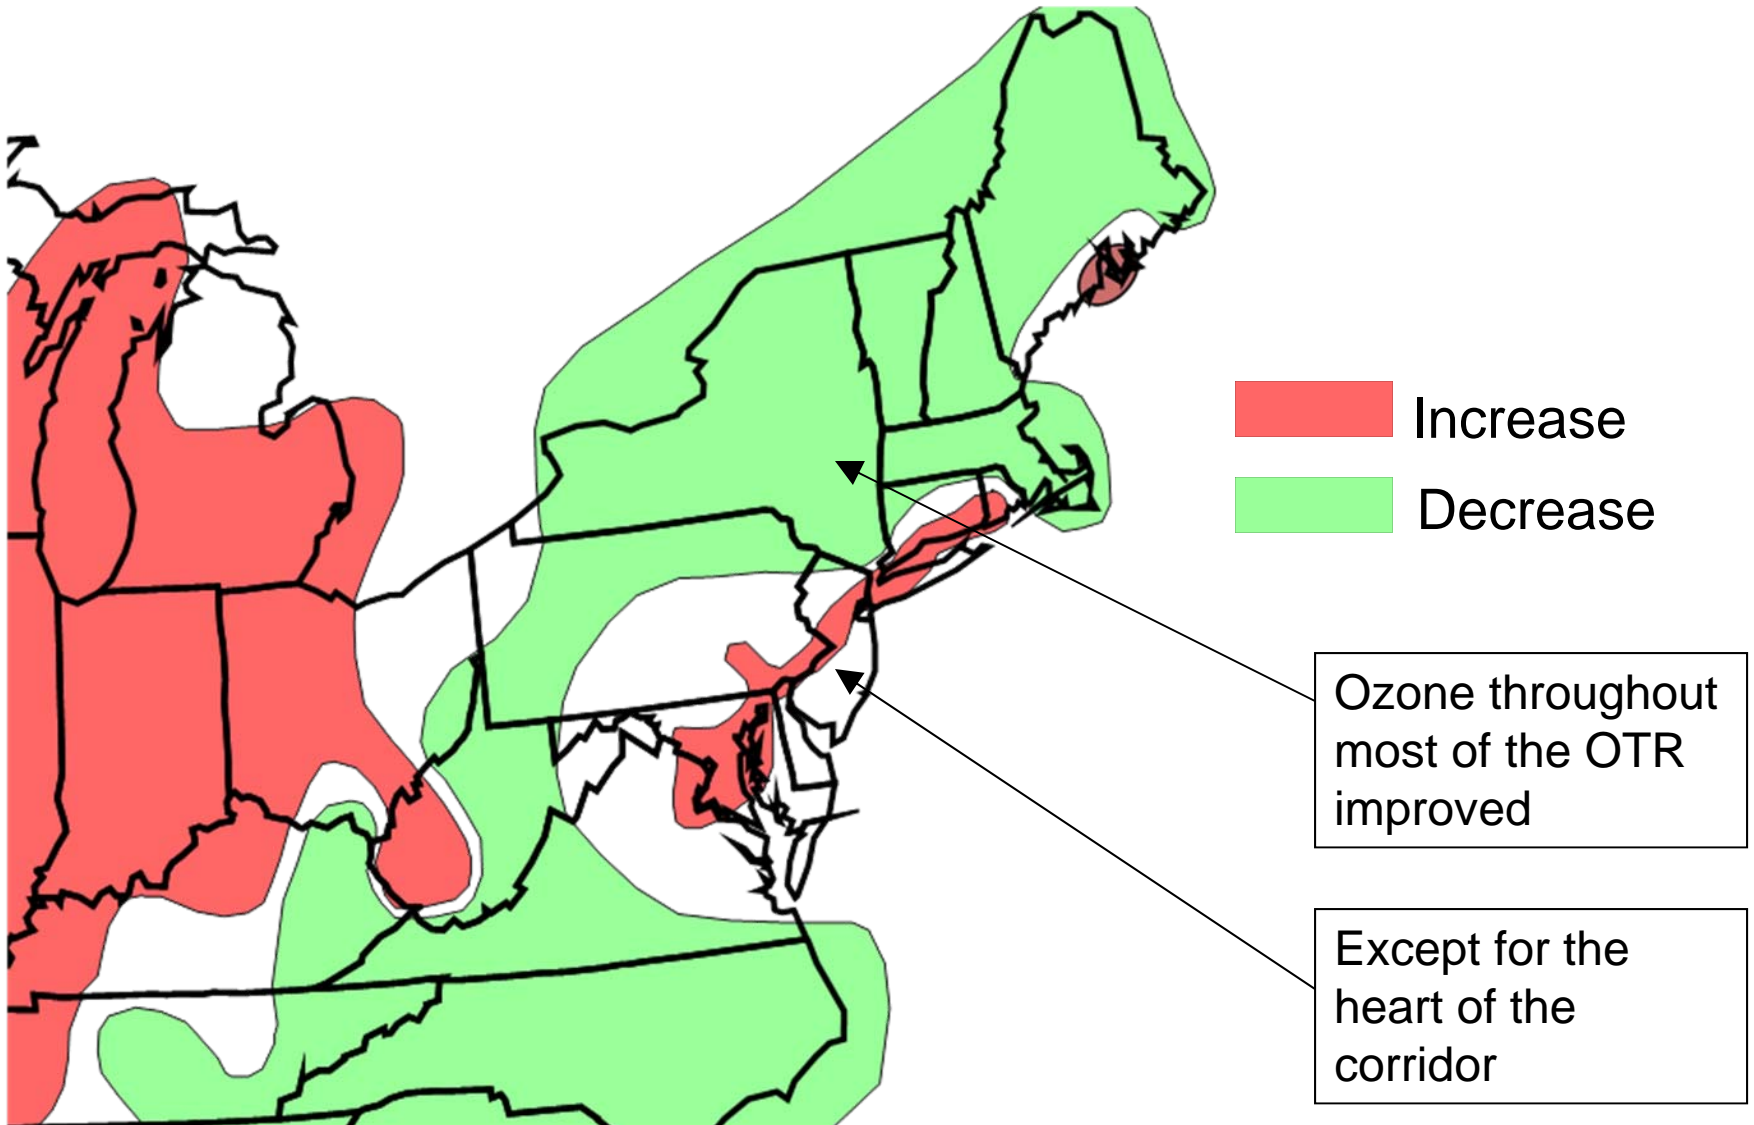 Increase
Decrease
Ozone throughout
most of the OTR
improved
Except for the
heart of the
corridor